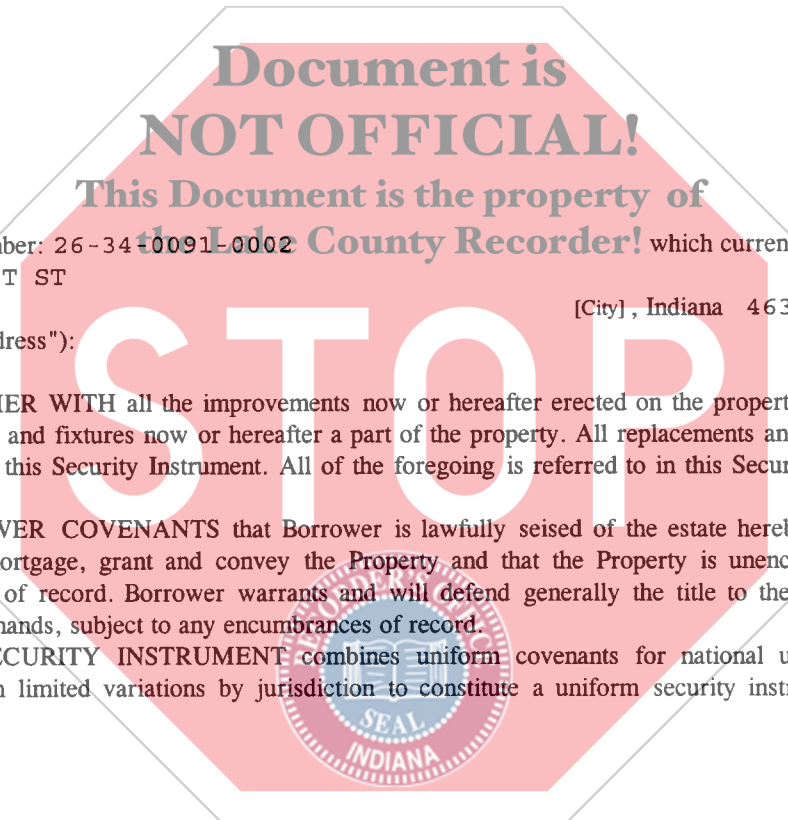 Document is
NOT OFFICIAL!
This Document is the property of
the Lake County Recorder!
ber: 26-34-0091-0002 which curren
T ST
[City] , Indiana 463
dress"):
STOP
IER WITH all the improvements now or hereafter erected on the propert
and fixtures now or hereafter a part of the property. All replacements an
this Security Instrument. All of the foregoing is referred to in this Secur
VER COVENANTS that Borrower is lawfully seised of the estate hereb
ortgage, grant and convey the Property and that the Property is unenc
of record. Borrower warrants and will defend generally the title to the
nands, subject to any encumbrances of record.
ECURITY INSTRUMENT combines uniform covenants for national u
n limited variations by jurisdiction to constitute a uniform security instr
SEAL
INDIANA